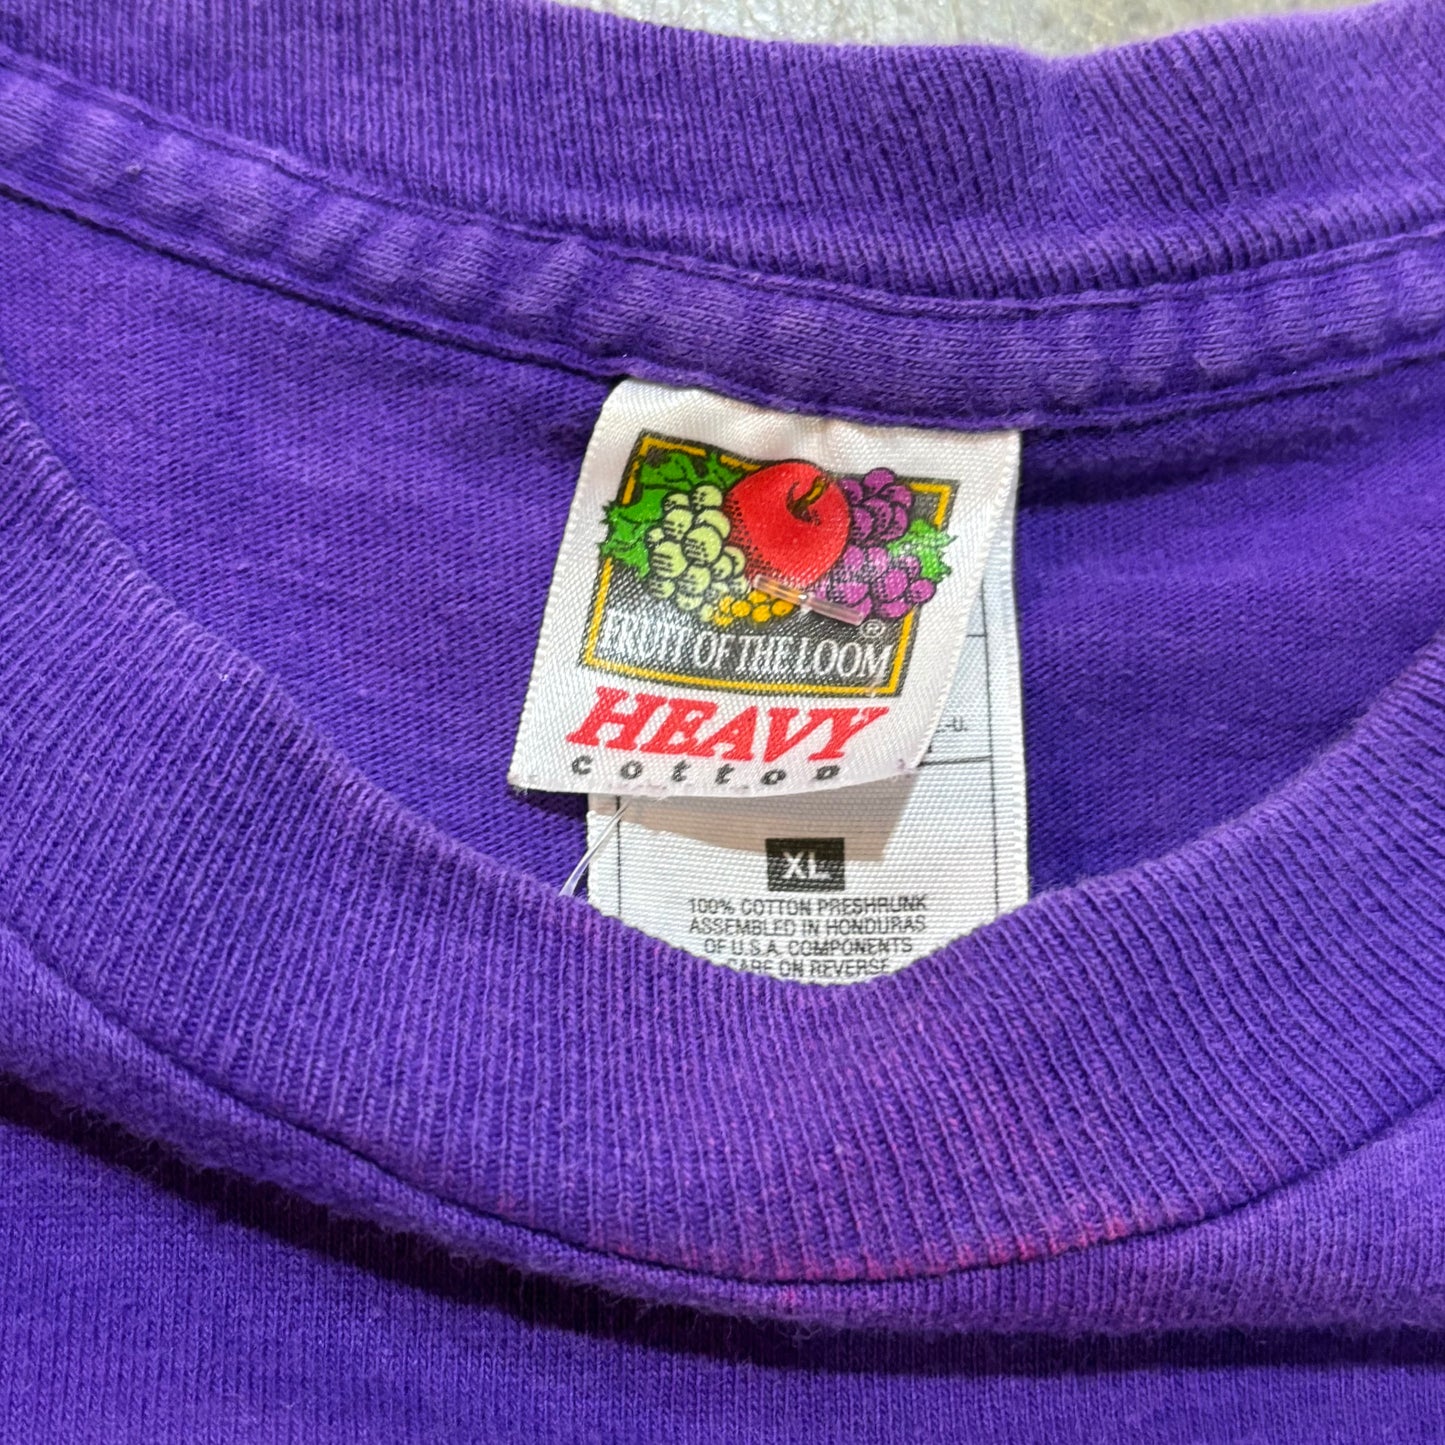 FRUIT OF THE LOOM
®
HEAVY
cotton
XL
100% COTTON PRESHRUNK
ASSEMBLED IN HONDURAS
OF U.S.A. COMPONENTS
CARE ON REVERSE